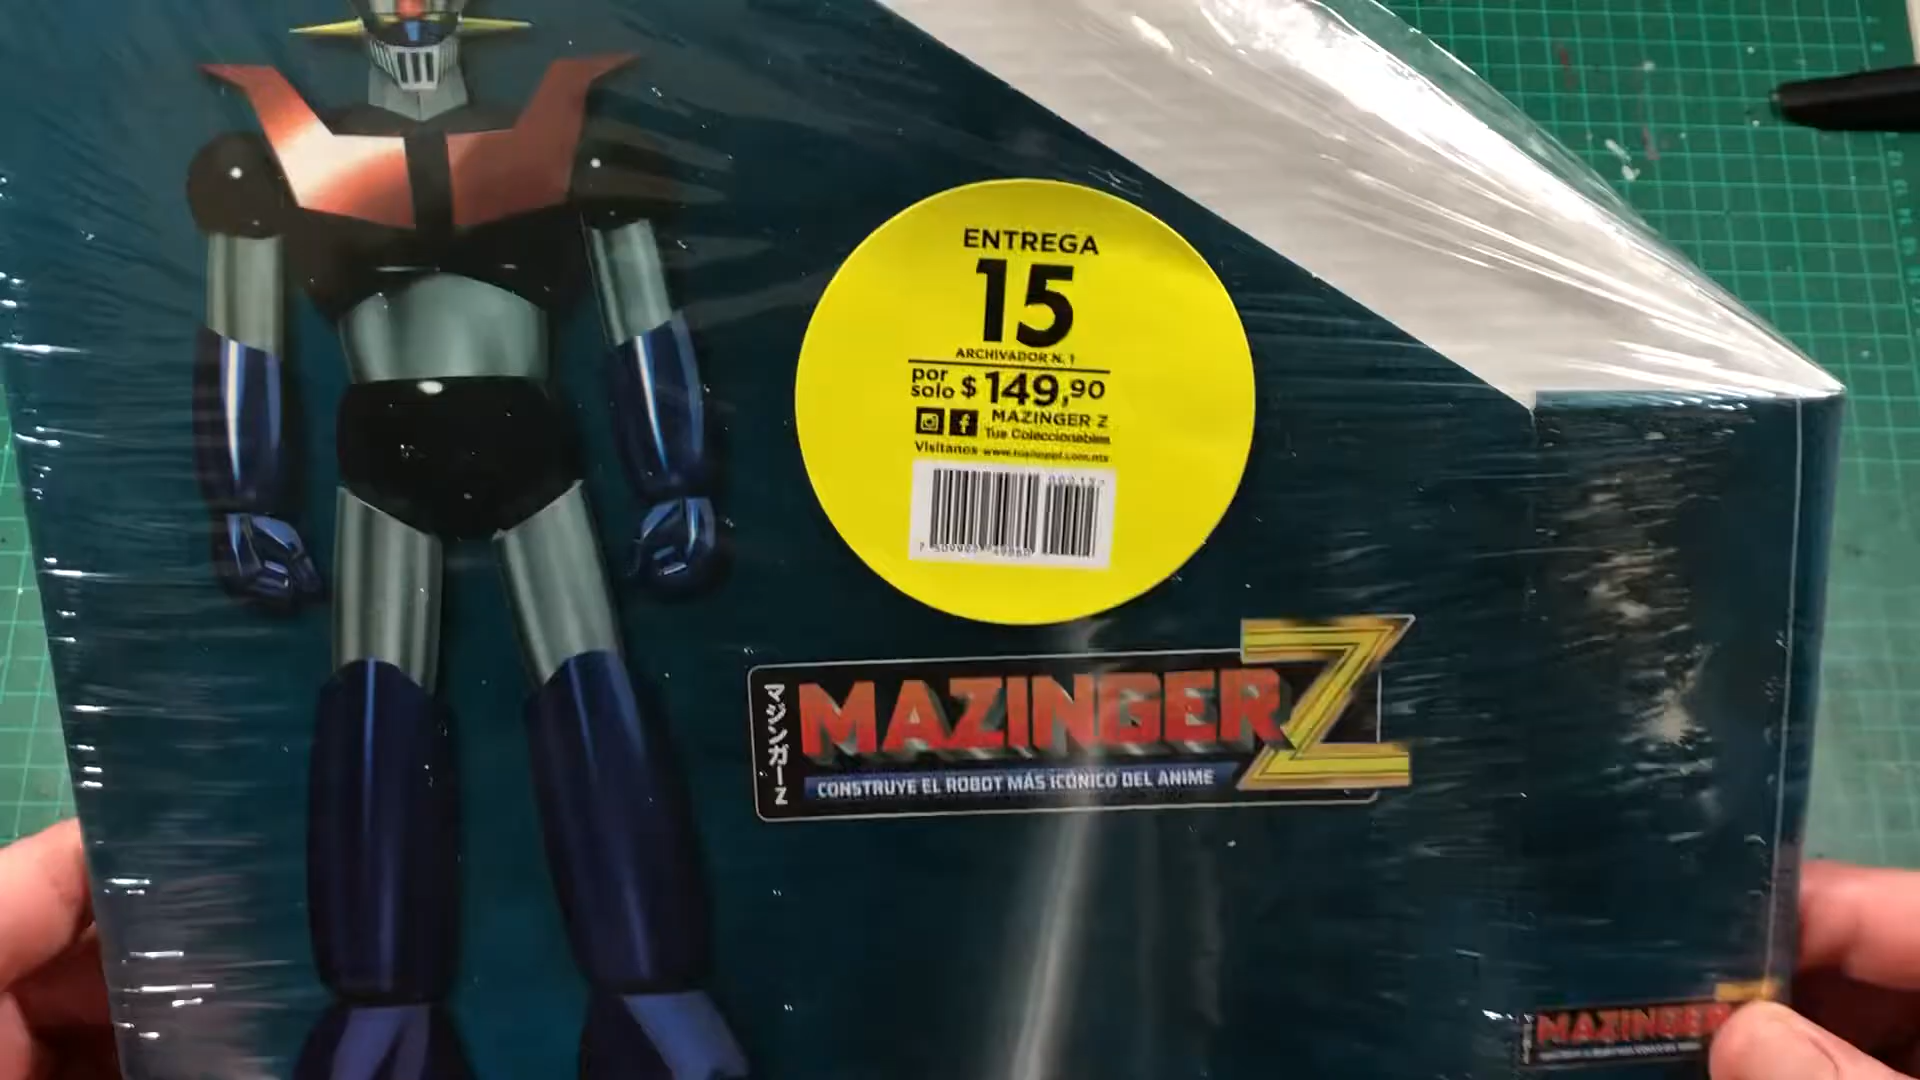 ENTREGA
15
ARCHIVADOR N. 1
por solo $ 149,90
MAZINGER Z
Tus Coleccionables
Visítanos
マジンガーZ
MAZINGER Z
CONSTRUYE EL ROBOT MÁS ICÓNICO DEL ANIME
MAZINGER Z